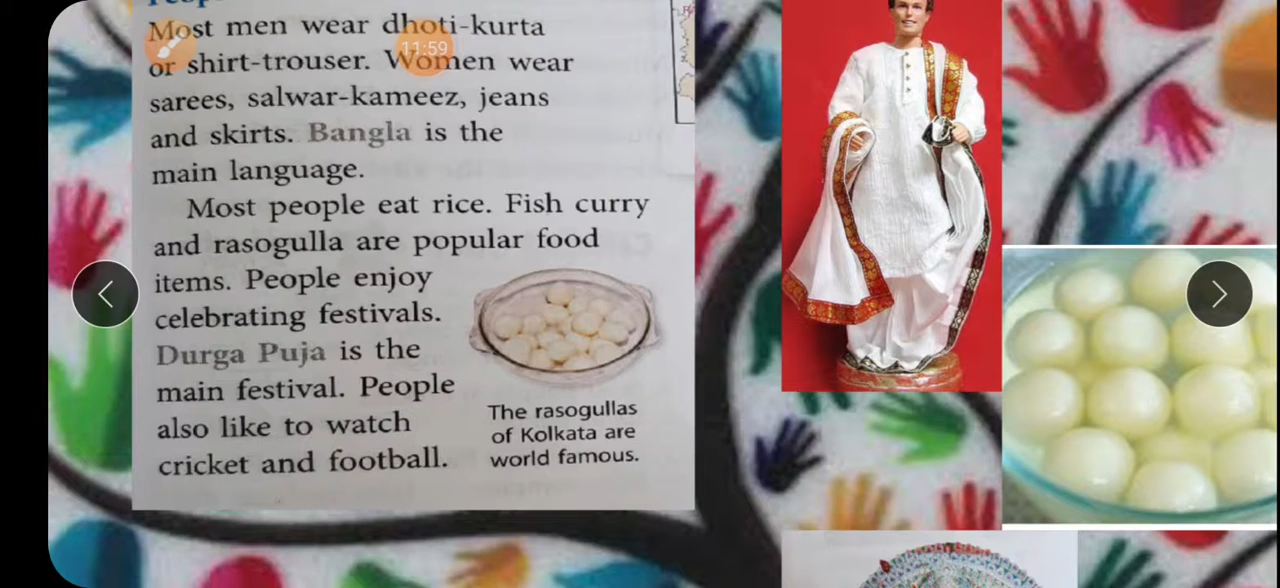 Most men wear dhoti-kurta
or shirt-trouser. Women wear
sarees, salwar-kameez, jeans
and skirts. Bangla is the
main language.
Most people eat rice. Fish curry
and rasogulla are popular food
items. People enjoy
celebrating festivals.
Durga Puja is the
main festival. People
also like to watch
cricket and football.
The rasogullas
of Kolkata are
world famous.
11:59